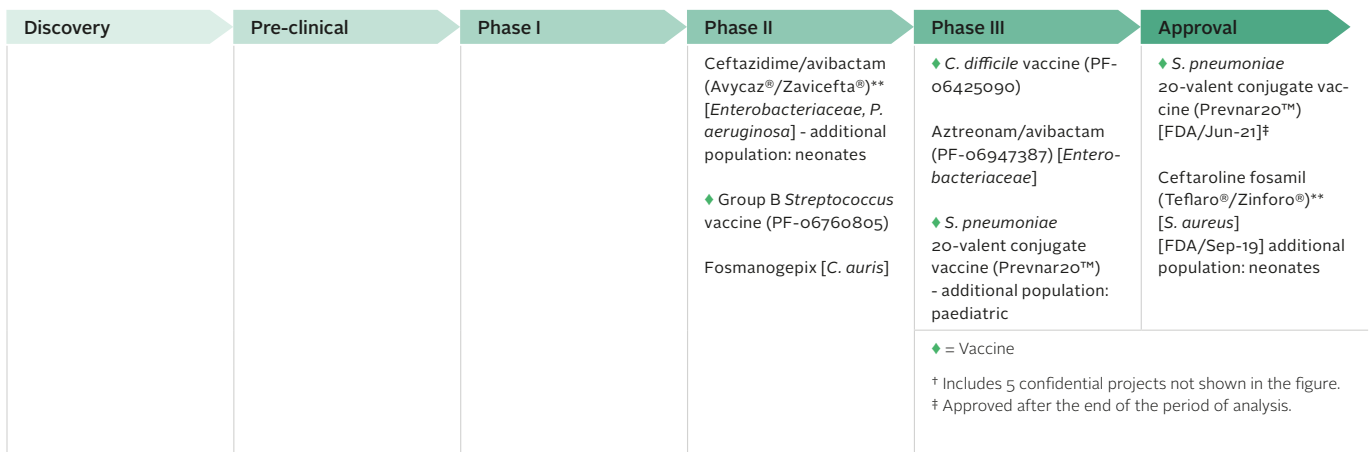 Discovery
Pre-clinical
Phase I
Phase II
Phase III
Approval
Ceftazidime/avibactam
(Avycaz®/Zavicefta®)**
[Enterobacteriaceae, P.
aeruginosa] - additional
population: neonates
♦ Group B Streptococcus
vaccine (PF-06760805)
Fosmanogepix [C. auris]
♦ C. difficile vaccine (PF-
06425090)
Aztreonam/avibactam
(PF-06947387) [Entero-
bacteriaceae]
♦ S. pneumoniae
20-valent conjugate
vaccine (Prevnar20™)
- additional population:
paediatric
♦ S. pneumoniae
20-valent conjugate vac-
cine (Prevnar20™)
[FDA/Jun-21]‡
Ceftaroline fosamil
(Teflaro®/Zinforo®)**
[S. aureus]
[FDA/Sep-19] additional
population: neonates
♦ = Vaccine
† Includes 5 confidential projects not shown in the figure.
‡ Approved after the end of the period of analysis.